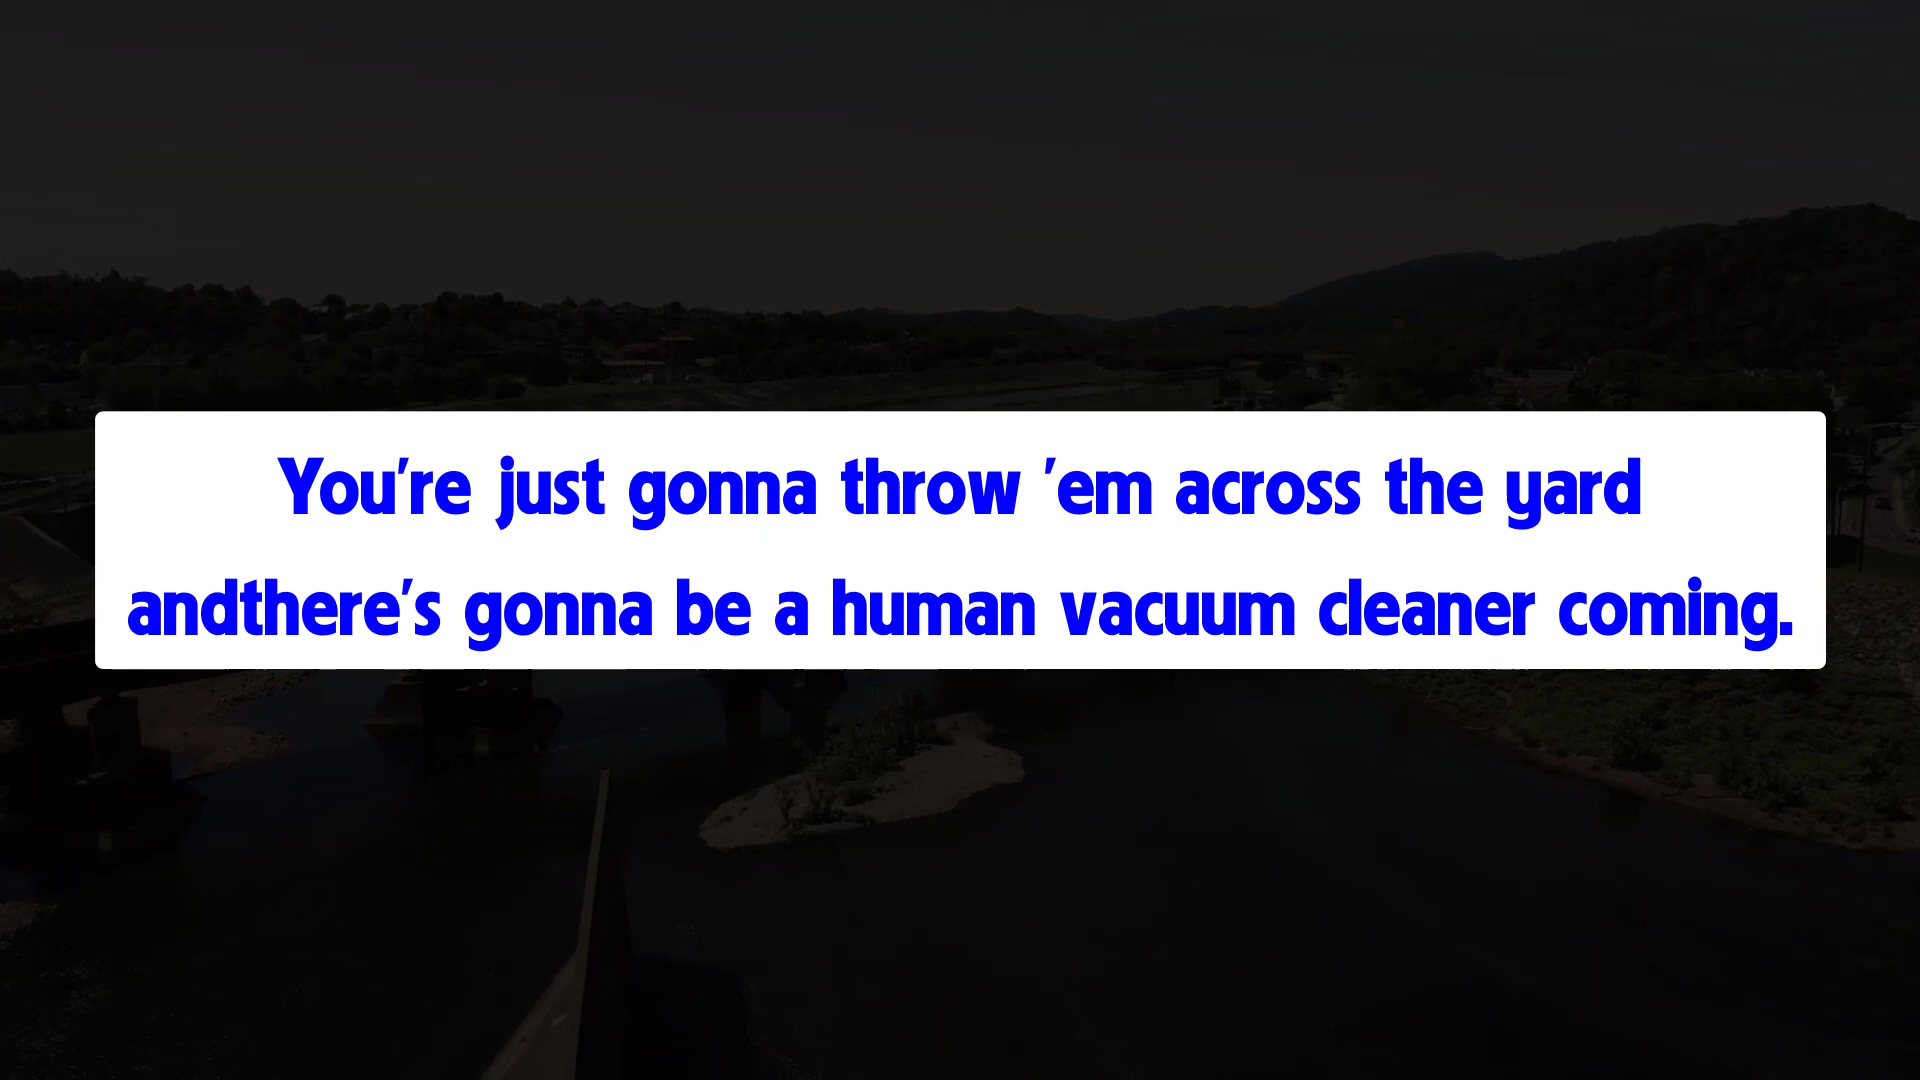 You're just gonna throw 'em across the yard
andthere's gonna be a human vacuum cleaner coming.